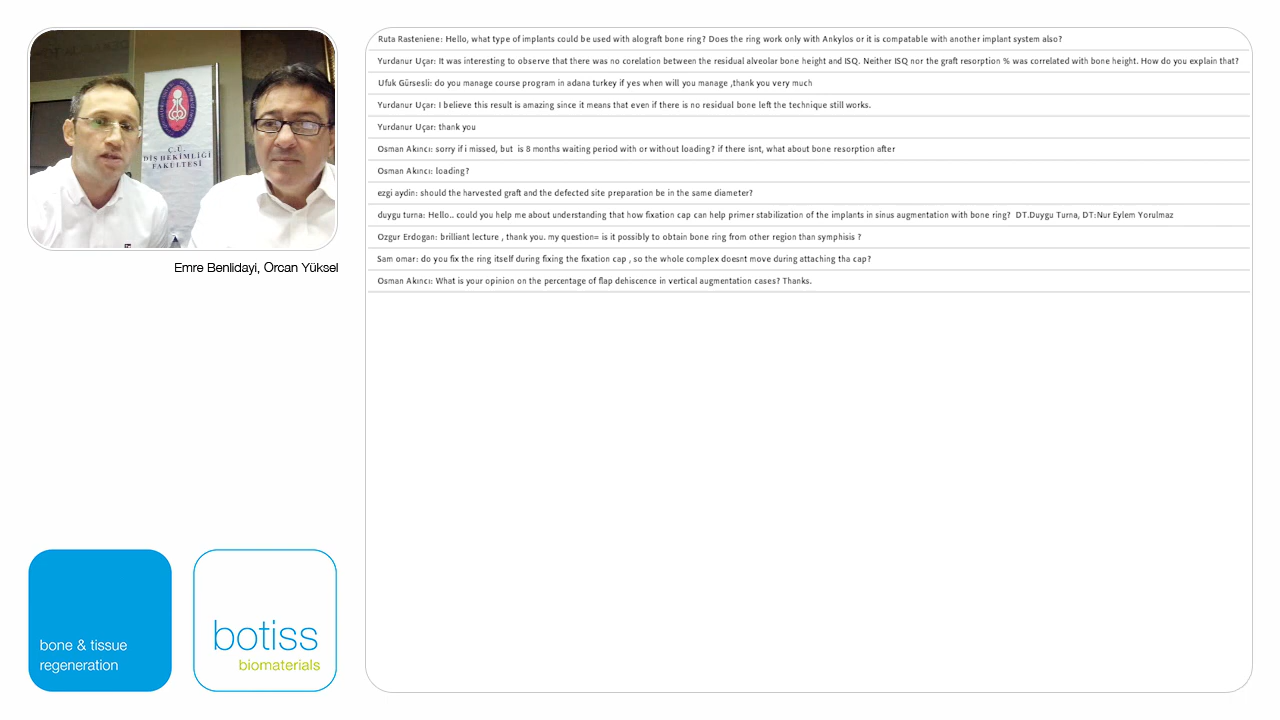 Ç.Ü.
DİŞ HEKİMLİĞİ
FAKÜLTESİ
Emre Benlidayi, Orcan Yüksel
bone & tissue
regeneration
botiss
biomaterials
Ruta Rasteniene: Hello, what type of implants could be used with alograft bone ring? Does the ring work only with Ankylos or it is compatable with another implant system also?
Yurdanur Uçar: It was interesting to observe that there was no corelation between the residual alveolar bone height and ISQ. Neither ISQ nor the graft resorption % was correlated with bone height. How do you explain that?
Ufuk Gürsesli: do you manage course program in adana turkey if yes when will you manage ,thank you very much
Yurdanur Uçar: I believe this result is amazing since it means that even if there is no residual bone left the technique still works.
Yurdanur Uçar: thank you
Osman Akıncı: sorry if i missed, but  is 8 months waiting period with or without loading? if there isnt, what about bone resorption after
Osman Akıncı: loading?
ezgi aydin: should the harvested graft and the defected site preparation be in the same diameter?
duygu turna: Hello.. could you help me about understanding that how fixation cap can help primer stabilization of the implants in sinus augmentation with bone ring?  DT.Duygu Turna, DT:Nur Eylem Yorulmaz
Ozgur Erdogan: brilliant lecture , thank you. my question= is it possibly to obtain bone ring from other region than symphisis ?
Sam omar: do you fix the ring itself during fixing the fixation cap , so the whole complex doesnt move during attaching tha cap?
Osman Akıncı: What is your opinion on the percentage of flap dehiscence in vertical augmentation cases? Thanks.